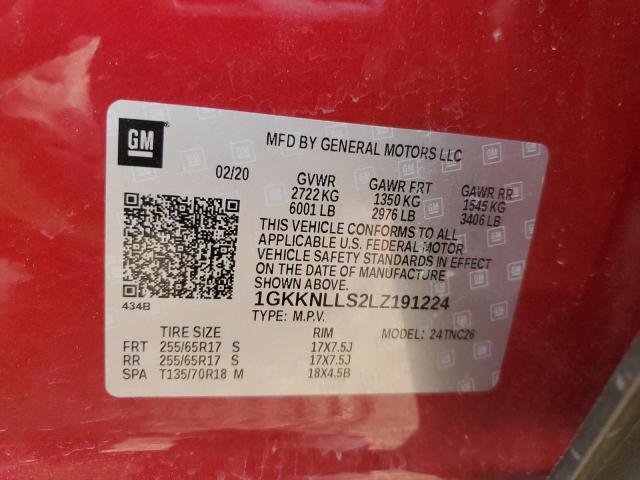 GM
MFD BY GENERAL MOTORS LLC
02/20
GVWR GAWR FRT GAWR RR
2722 KG 1350 KG 1545 KG
6001 LB 2976 LB 3406 LB
THIS VEHICLE CONFORMS TO ALL
APPLICABLE U.S. FEDERAL MOTOR
VEHICLE SAFETY STANDARDS IN EFFECT
ON THE DATE OF MANUFACTURE
SHOWN ABOVE.
1GKKNLLS2LZ191224
434B
TYPE: M.P.V.
TIRE SIZE RIM MODEL: 24TNC26
FRT 255/65R17 S 17X7.5J
RR 255/65R17 S 17X7.5J
SPA T135/70R18 M 18X4.5B